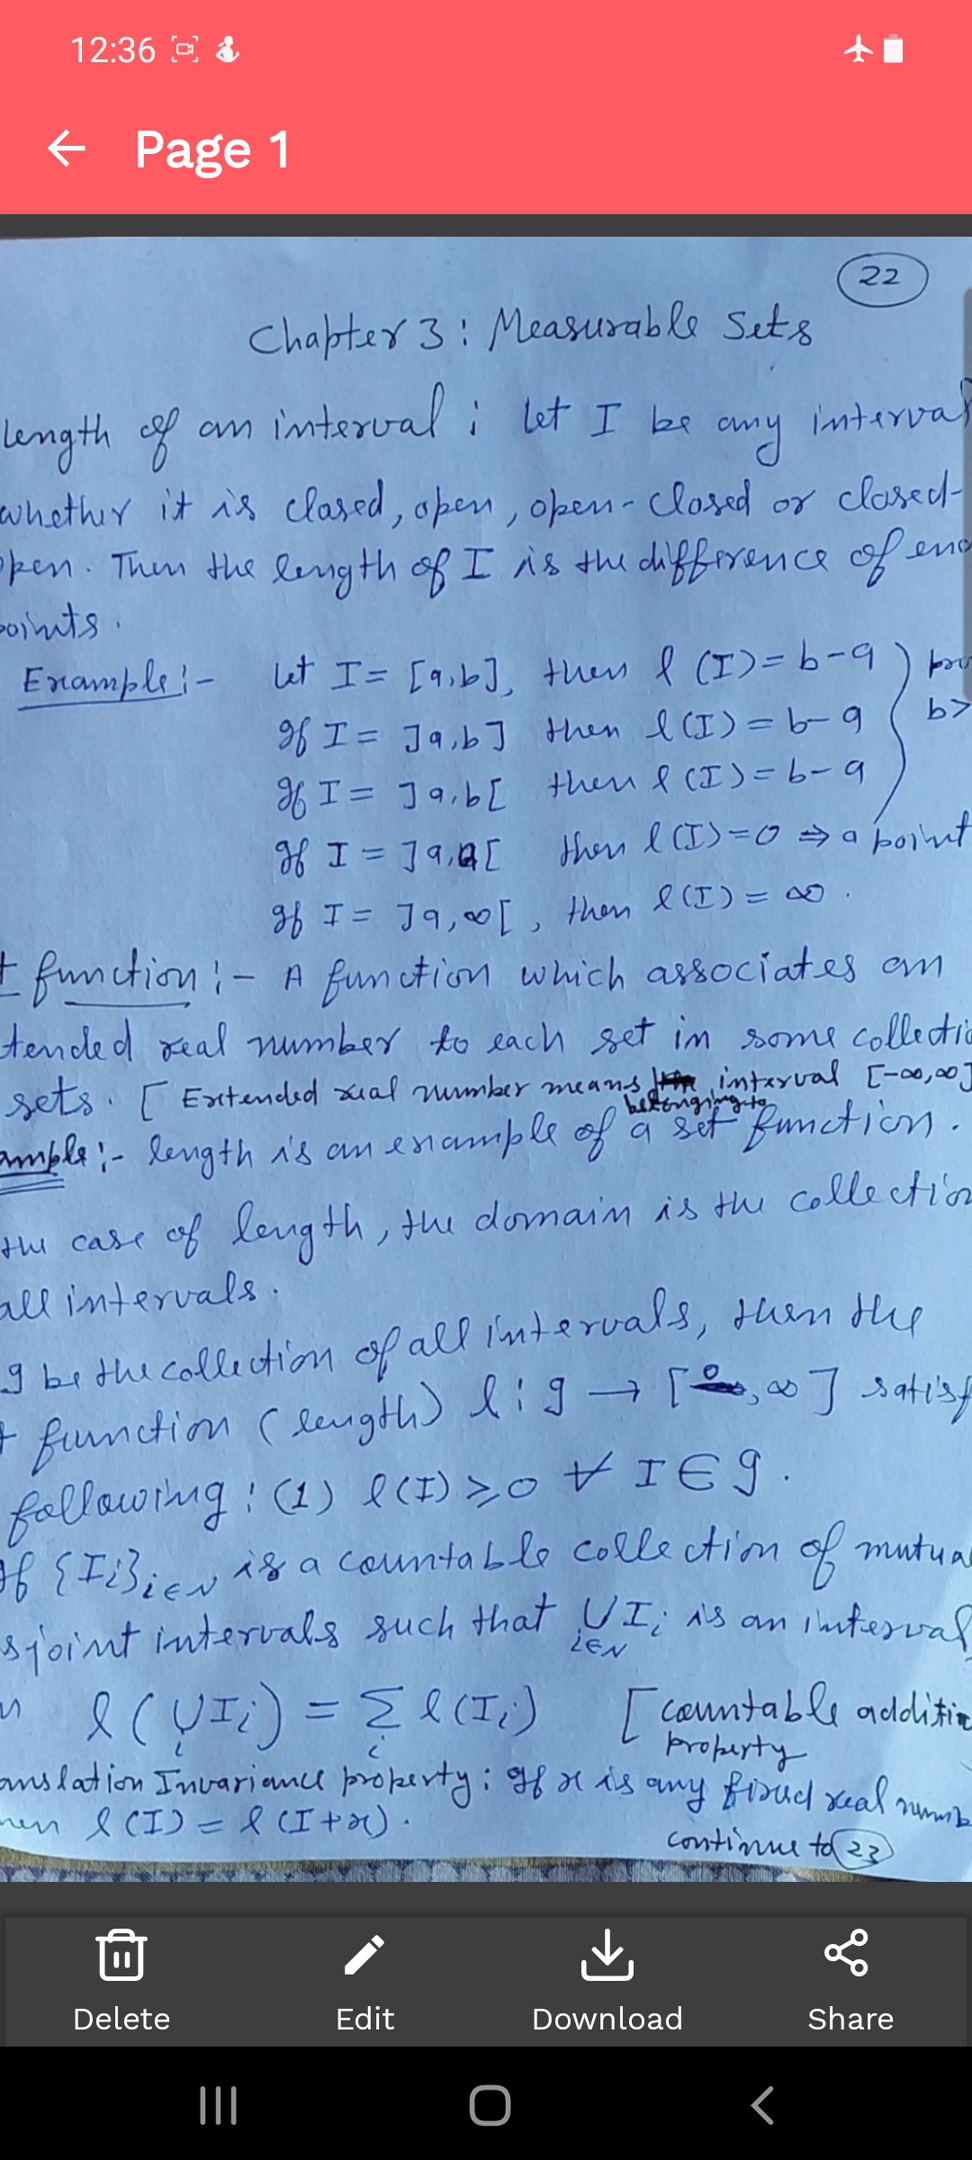 12:36
Page 1
22
Chapter 3: Measurable Sets
length of an interval : let I be any interval
whether it is closed, open, open-closed or closed-
pen. Then the length of I is the difference of end
points.
Example:- let I = [a,b], then l (I) = b-a
If I = ]a,b] then l (I) = b-a
b>
If I = ]a,b[ then l (I) = b-a
If I = ]a,a[ then l (I) = 0 ⇒ a point
If I = ]a,∞[, then l (I) = ∞.
t function:- A function which associates an
tended real number to each set in some collectio
sets. [Extended real number means belonging to interval [-∞,∞]
ample:- length is an example of a set function.
the case of length, the domain is the collection
all intervals.
g be the collection of all intervals, then the
t function (length) l : g → [0,∞] satisf
following: (1) l(I) ≥ 0 ∀ I ∈ g.
If {Ii}i∈N is a countable collection of mutual
sjoint intervals such that ∪Ii i∈N is an interval
n l(∪Ii) = Σ l(Ii) [countable additi
property
anslation Invariance property: If x is any fixed real numb
hen l(I) = l(I+x).
continue to 23
Delete Edit Download Share